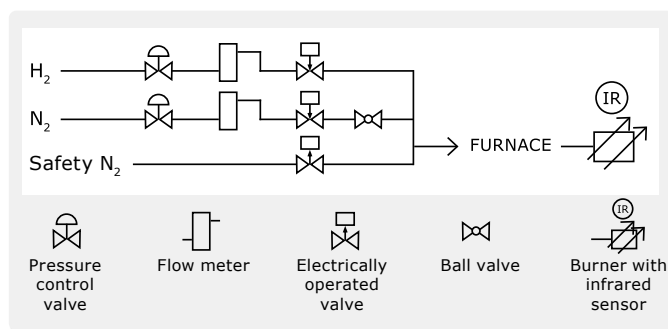 IR
H2
N2
FURNACE
Safety N2
IR
Pressure
control
valve
Flow meter
Electrically
operated
valve
Ball valve
Burner with
infrared
sensor